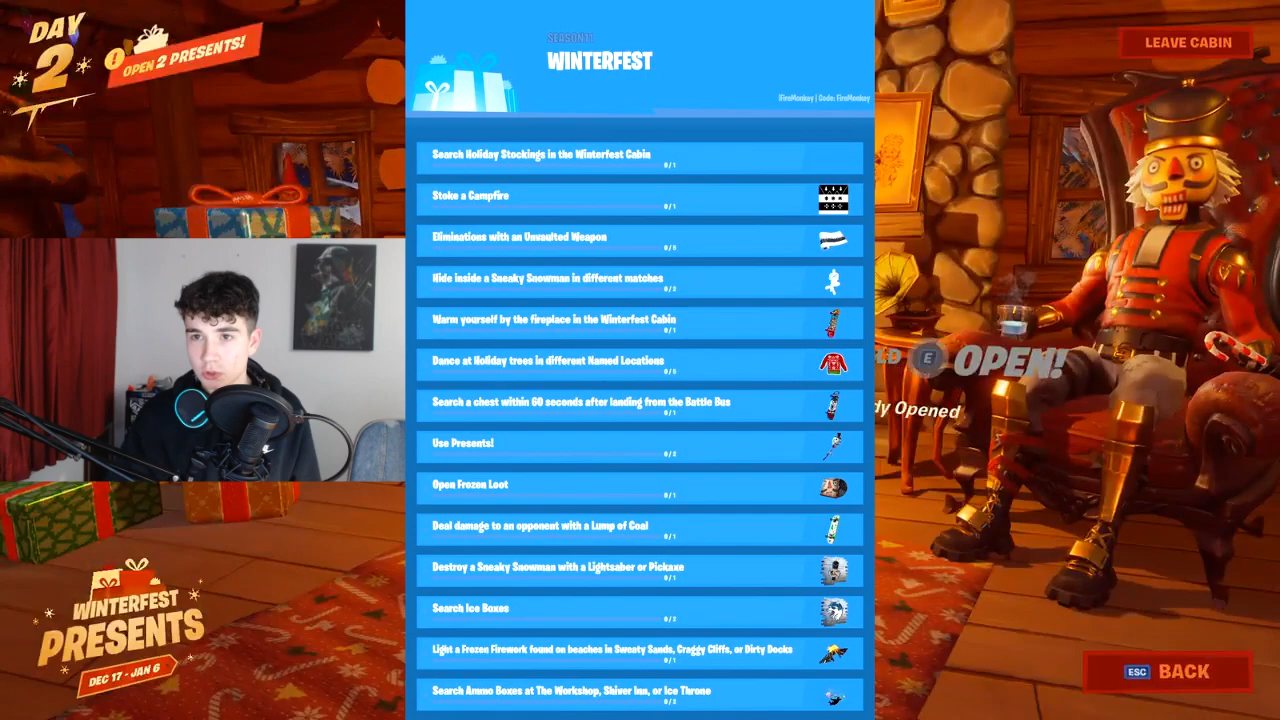 DAY
2
OPEN 2 PRESENTS!
SEASON11
WINTERFEST
iFireMonkey | Code: FireMonkey
LEAVE CABIN
Search Holiday Stockings in the Winterfest Cabin
0/1
Stoke a Campfire
0/1
Eliminations with an Unvaulted Weapon
0/5
Hide inside a Sneaky Snowman in different matches
0/2
Warm yourself by the fireplace in the Winterfest Cabin
0/1
Dance at Holiday trees in different Named Locations
0/5
Search a chest within 60 seconds after landing from the Battle Bus
0/1
Use Presents!
0/2
Open Frozen Loot
0/1
Deal damage to an opponent with a Lump of Coal
0/1
Destroy a Sneaky Snowman with a Lightsaber or Pickaxe
0/1
Search Ice Boxes
0/2
Light a Frozen Firework found on beaches in Sweaty Sands, Craggy Cliffs, or Dirty Docks
0/1
Search Ammo Boxes at The Workshop, Shiver Inn, or Ice Throne
0/2
LD E OPEN!
dy Opened
WINTERFEST
PRESENTS
DEC 17 - JAN 6
ESC BACK